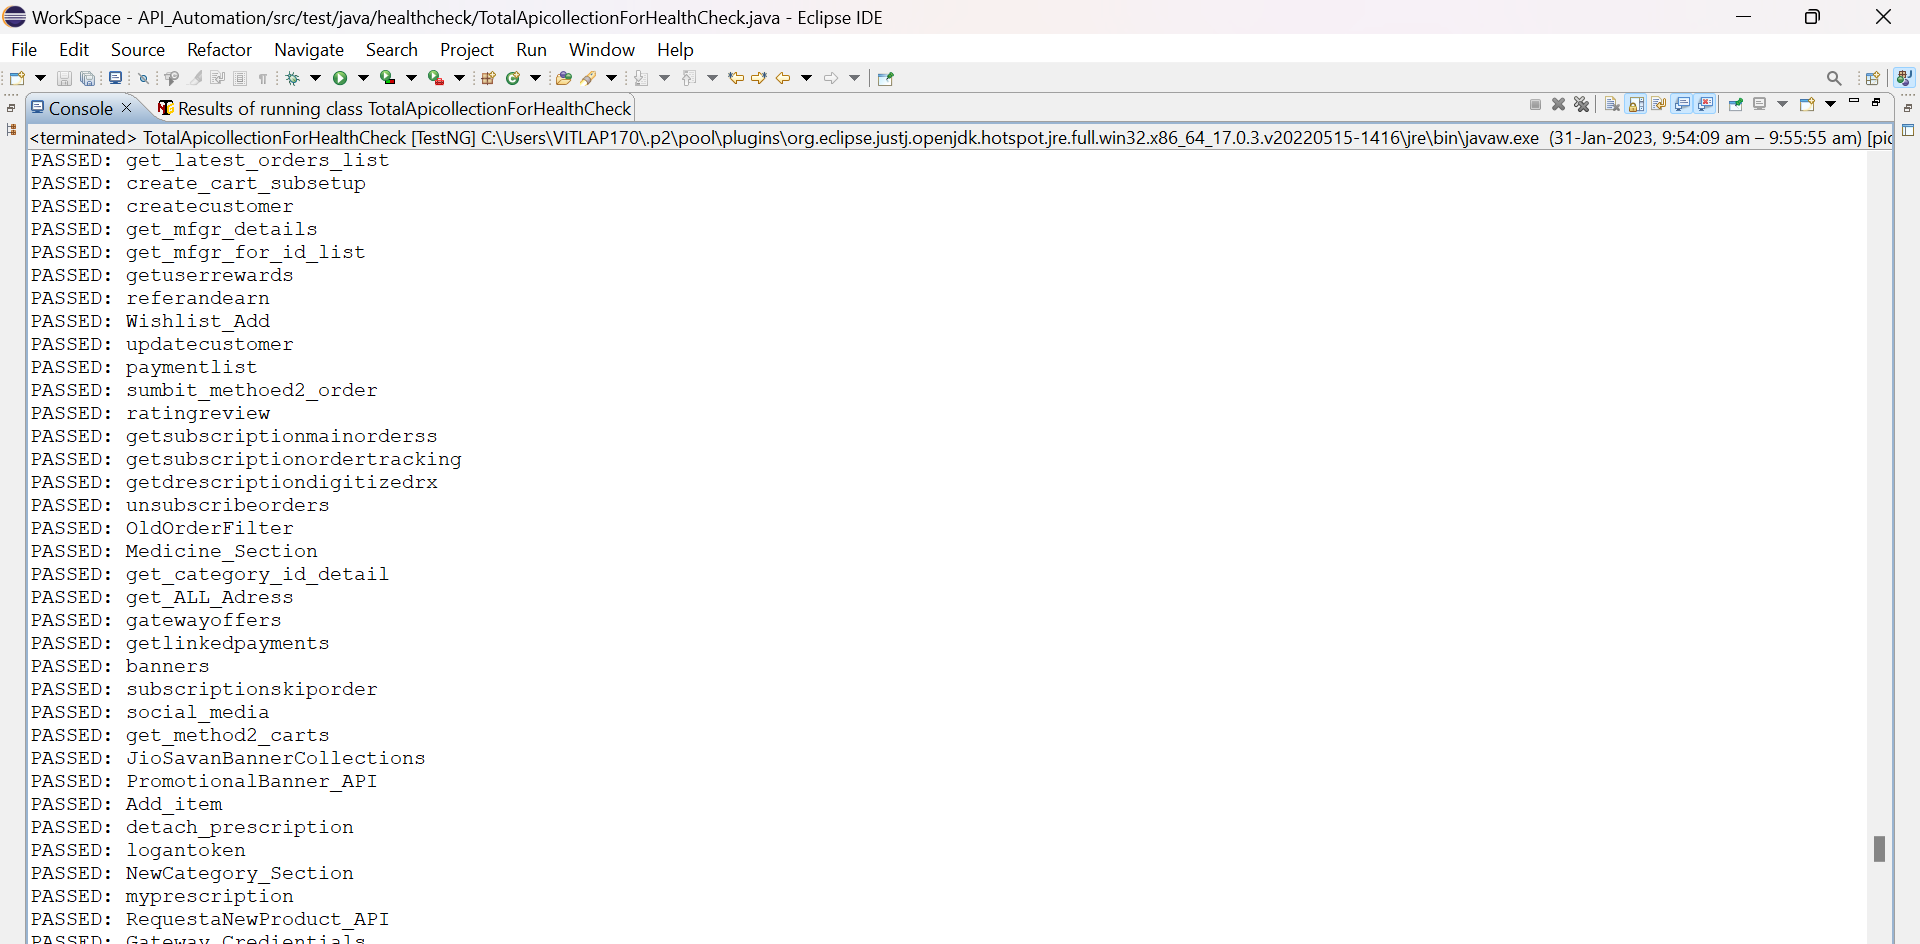 WorkSpace - API_Automation/src/test/java/healthcheck/TotalApicollectionForHealthCheck.java - Eclipse IDE
File Edit Source Refactor Navigate Search Project Run Window Help
Console Results of running class TotalApicollectionForHealthCheck
<terminated> TotalApicollectionForHealthCheck [TestNG] C:\Users\VITLAP170\.p2\pool\plugins\org.eclipse.justj.openjdk.hotspot.jre.full.win32.x86_64_17.0.3.v20220515-1416\jre\bin\javaw.exe (31-Jan-2023, 9:54:09 am – 9:55:55 am) [pic
PASSED: get_latest_orders_list
PASSED: create_cart_subsetup
PASSED: createcustomer
PASSED: get_mfgr_details
PASSED: get_mfgr_for_id_list
PASSED: getuserrewards
PASSED: referandearn
PASSED: Wishlist_Add
PASSED: updatecustomer
PASSED: paymentlist
PASSED: sumbit_methoed2_order
PASSED: ratingreview
PASSED: getsubscriptionmainorderss
PASSED: getsubscriptionordertracking
PASSED: getdrescriptiondigitizedrx
PASSED: unsubscribeorders
PASSED: OldOrderFilter
PASSED: Medicine_Section
PASSED: get_category_id_detail
PASSED: get_ALL_Adress
PASSED: gatewayoffers
PASSED: getlinkedpayments
PASSED: banners
PASSED: subscriptionskiporder
PASSED: social_media
PASSED: get_method2_carts
PASSED: JioSavanBannerCollections
PASSED: PromotionalBanner_API
PASSED: Add_item
PASSED: detach_prescription
PASSED: logantoken
PASSED: NewCategory_Section
PASSED: myprescription
PASSED: RequestaNewProduct_API
PASSED: Gateway_Credientials